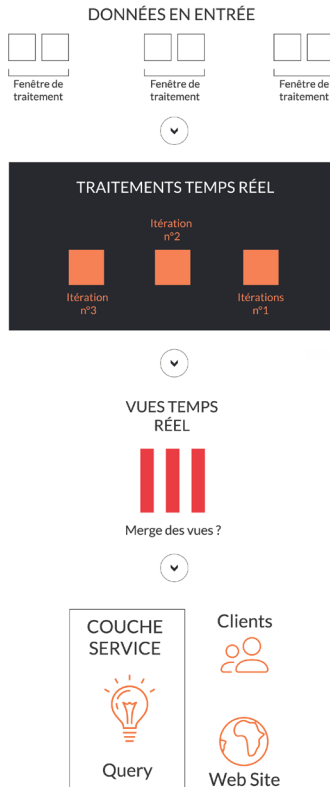 DONNÉES EN ENTRÉE
Fenêtre de
traitement
Fenêtre de
traitement
Fenêtre de
traitement
TRAITEMENTS TEMPS RÉEL
Itération
n°2
Itération
n°3
Itérations
n°1
VUES TEMPS
RÉEL
Merge des vues ?
COUCHE
SERVICE
Query
Clients
Web Site